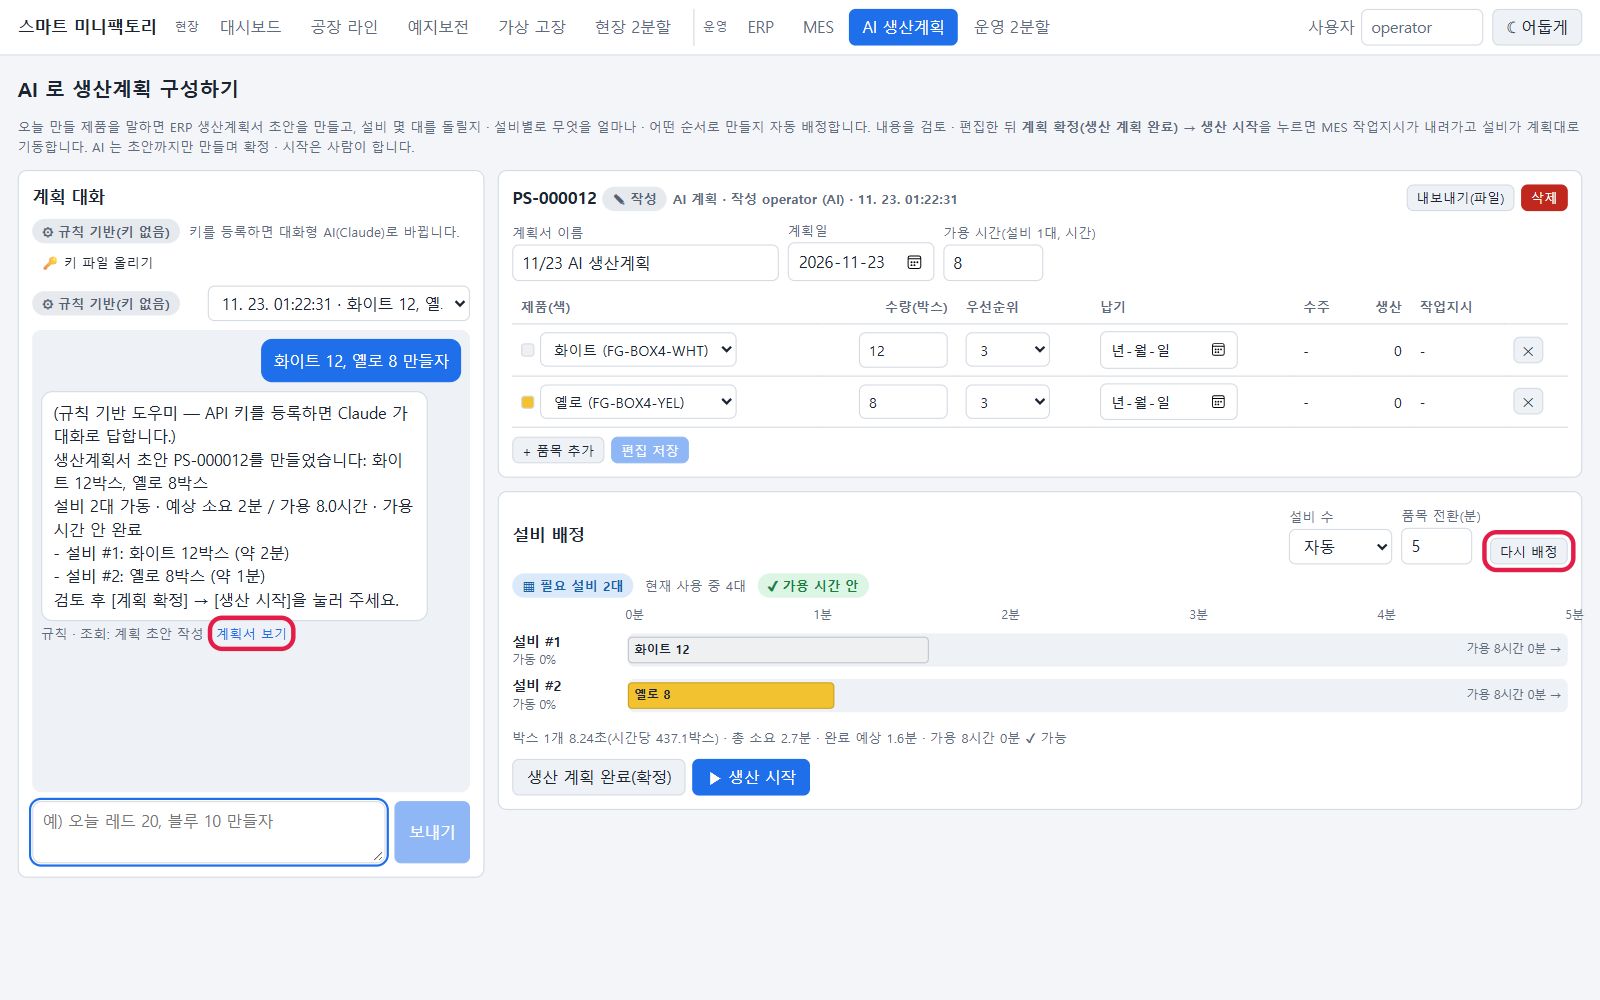 스마트 미니팩토리 현장 대시보드 공장 라인 예지보전 가상 고장 현장 2분할 운영 ERP MES AI 생산계획 운영 2분할 사용자 operator ☾ 어둡게
AI 로 생산계획 구성하기
오늘 만들 제품을 말하면 ERP 생산계획서 초안을 만들고, 설비 몇 대를 돌릴지 · 설비별로 무엇을 얼마나 · 어떤 순서로 만들지 자동 배정합니다. 내용을 검토 · 편집한 뒤 계획 확정(생산 계획 완료) → 생산 시작을 누르면 MES 작업지시가 내려가고 설비가 계획대로
기동합니다. AI 는 초안까지만 만들며 확정 · 시작은 사람이 합니다.
계획 대화
⚙ 규칙 기반(키 없음) 키를 등록하면 대화형 AI(Claude)로 바뀝니다.
🔑 키 파일 올리기
⚙ 규칙 기반(키 없음) 11. 23. 01:22:31 · 화이트 12, 옐
화이트 12, 옐로 8 만들자
(규칙 기반 도우미 — API 키를 등록하면 Claude 가
대화로 답합니다.)
생산계획서 초안 PS-000012를 만들었습니다: 화이
트 12박스, 옐로 8박스
설비 2대 가동 · 예상 소요 2분 / 가용 8.0시간 · 가용
시간 안 완료
- 설비 #1: 화이트 12박스 (약 2분)
- 설비 #2: 옐로 8박스 (약 1분)
검토 후 [계획 확정] → [생산 시작]을 눌러 주세요.
규칙 · 조회: 계획 초안 작성 계획서 보기
예) 오늘 레드 20, 블루 10 만들자
보내기
PS-000012 ✎ 작성 AI 계획 · 작성 operator (AI) · 11. 23. 01:22:31 내보내기(파일) 삭제
계획서 이름 계획일 가용 시간(설비 1대, 시간)
11/23 AI 생산계획 2026-11-23 8
제품(색) 수량(박스) 우선순위 납기 수주 생산 작업지시
화이트 (FG-BOX4-WHT) 12 3 년-월-일 - 0 - ×
옐로 (FG-BOX4-YEL) 8 3 년-월-일 - 0 - ×
+ 품목 추가 편집 저장
설비 배정
설비 수 품목 전환(분)
자동 5 다시 배정
▦ 필요 설비 2대 현재 사용 중 4대 ✓ 가용 시간 안
0분 1분 2분 3분 4분 5분
설비 #1 화이트 12 가용 8시간 0분 →
가동 0%
설비 #2 옐로 8 가용 8시간 0분 →
가동 0%
박스 1개 8.24초(시간당 437.1박스) · 총 소요 2.7분 · 완료 예상 1.6분 · 가용 8시간 0분 ✓ 가능
생산 계획 완료(확정) ▶ 생산 시작